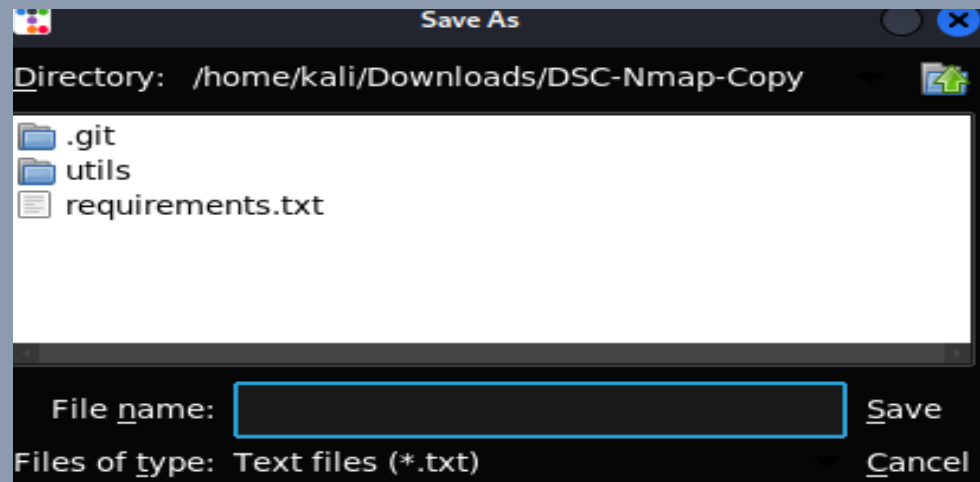 Save As
Directory: /home/kali/Downloads/DSC-Nmap-Copy
.git
utils
requirements.txt
File name: Save
Files of type: Text files (*.txt) Cancel